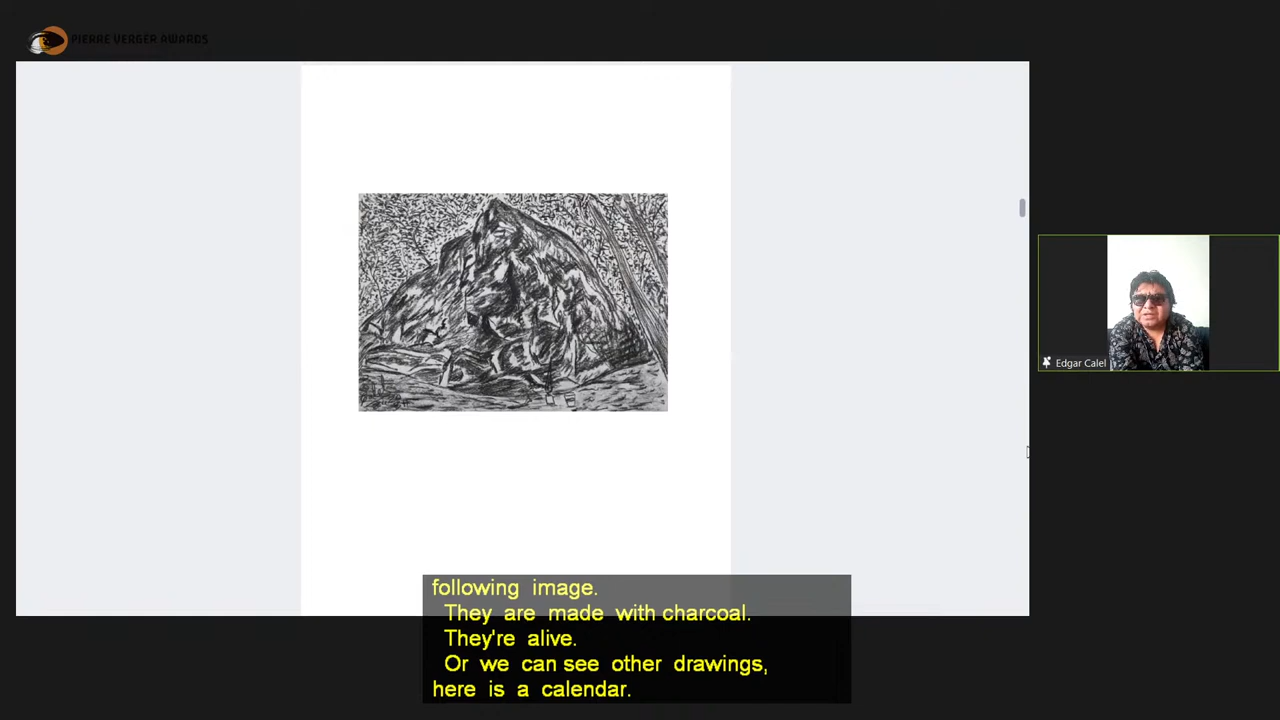 PIERRE VERGER AWARDS
Edgar Calel
following image.
They are made with charcoal.
They're alive.
Or we can see other drawings,
here is a calendar.